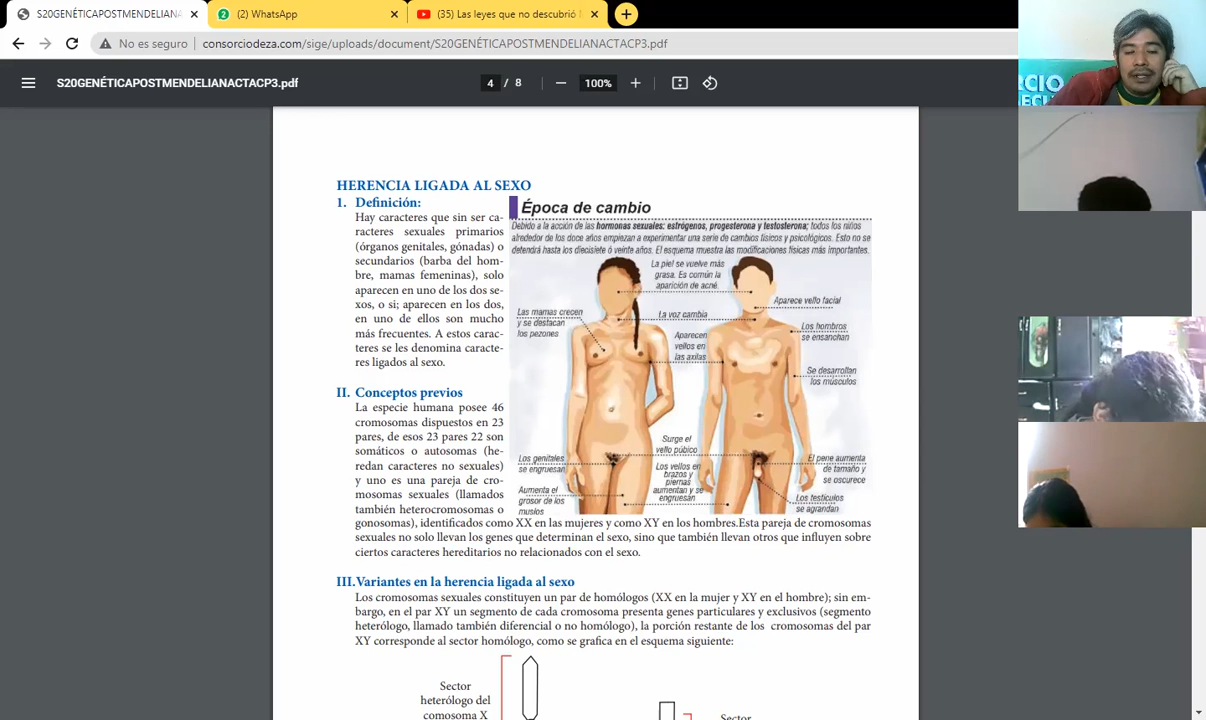 S20GENÉTICAPOSTMENDELIANA
(2) WhatsApp
(35) Las leyes que no descubrió
No es seguro
consorciodeza.com/sige/uploads/document/S20GENÉTICAPOSTMENDELIANACTACP3.pdf
S20GENÉTICAPOSTMENDELIANACTACP3.pdf
4 / 8
100%
HERENCIA LIGADA AL SEXO
1. Definición:
Hay caracteres que sin ser ca-
racteres sexuales primarios
(órganos genitales, gónadas) o
secundarios (barba del hom-
bre, mamas femeninas), solo
aparecen en uno de los dos se-
xos, o si; aparecen en los dos,
en uno de ellos son mucho
más frecuentes. A estos carac-
teres se les denomina caracte-
res ligados al sexo.
Época de cambio
Debido a la acción de las hormonas sexuales: estrógenos, progesterona y testosterona; todos los niños
alrededor de los doce años empiezan a experimentar una serie de cambios físicos y psicológicos. Esto no se
detendrá hasta los diecisiete ó veinte años. El esquema muestra las modificaciones físicas más importantes.
La piel se vuelve más
grasa. Es común la
aparición de acné.
Aparece vello facial
Las mamas crecen
y se destacan
los pezones
La voz cambia
Los hombros
se ensanchan
Aparecen
vellos en
las axilas
Se desarrollan
los músculos
Surge el
vello púbico
Los genitales
se engruesan
El pene aumenta
de tamaño y
se oscurece
Los vellos en
brazos y
piernas
aumentan y se
engruesan
Aumenta el
grosor de los
muslos
Los testículos
se agrandan
II. Conceptos previos
La especie humana posee 46
cromosomas dispuestos en 23
pares, de esos 23 pares 22 son
somáticos o autosomas (he-
redan caracteres no sexuales)
y uno es una pareja de cro-
mosomas sexuales (llamados
también heterocromosomas o
gonosomas), identificados como XX en las mujeres y como XY en los hombres.Esta pareja de cromosomas
sexuales no solo llevan los genes que determinan el sexo, sino que también llevan otros que influyen sobre
ciertos caracteres hereditarios no relacionados con el sexo.
III.Variantes en la herencia ligada al sexo
Los cromosomas sexuales constituyen un par de homólogos (XX en la mujer y XY en el hombre); sin em-
bargo, en el par XY un segmento de cada cromosoma presenta genes particulares y exclusivos (segmento
heterólogo, llamado también diferencial o no homólogo), la porción restante de los cromosomas del par
XY corresponde al sector homólogo, como se grafica en el esquema siguiente:
Sector
heterólogo del
comosoma X
Sector